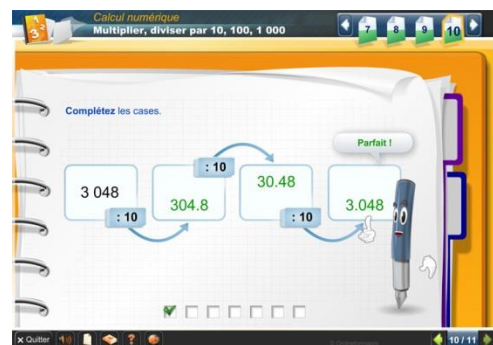 Calcul numérique
Multiplier, diviser par 10, 100, 1 000
7 8 9 10
Complétez les cases.
Parfait !
: 10
3 048
304.8
30.48
3.048
: 10
: 10
x Quitter
10 / 11